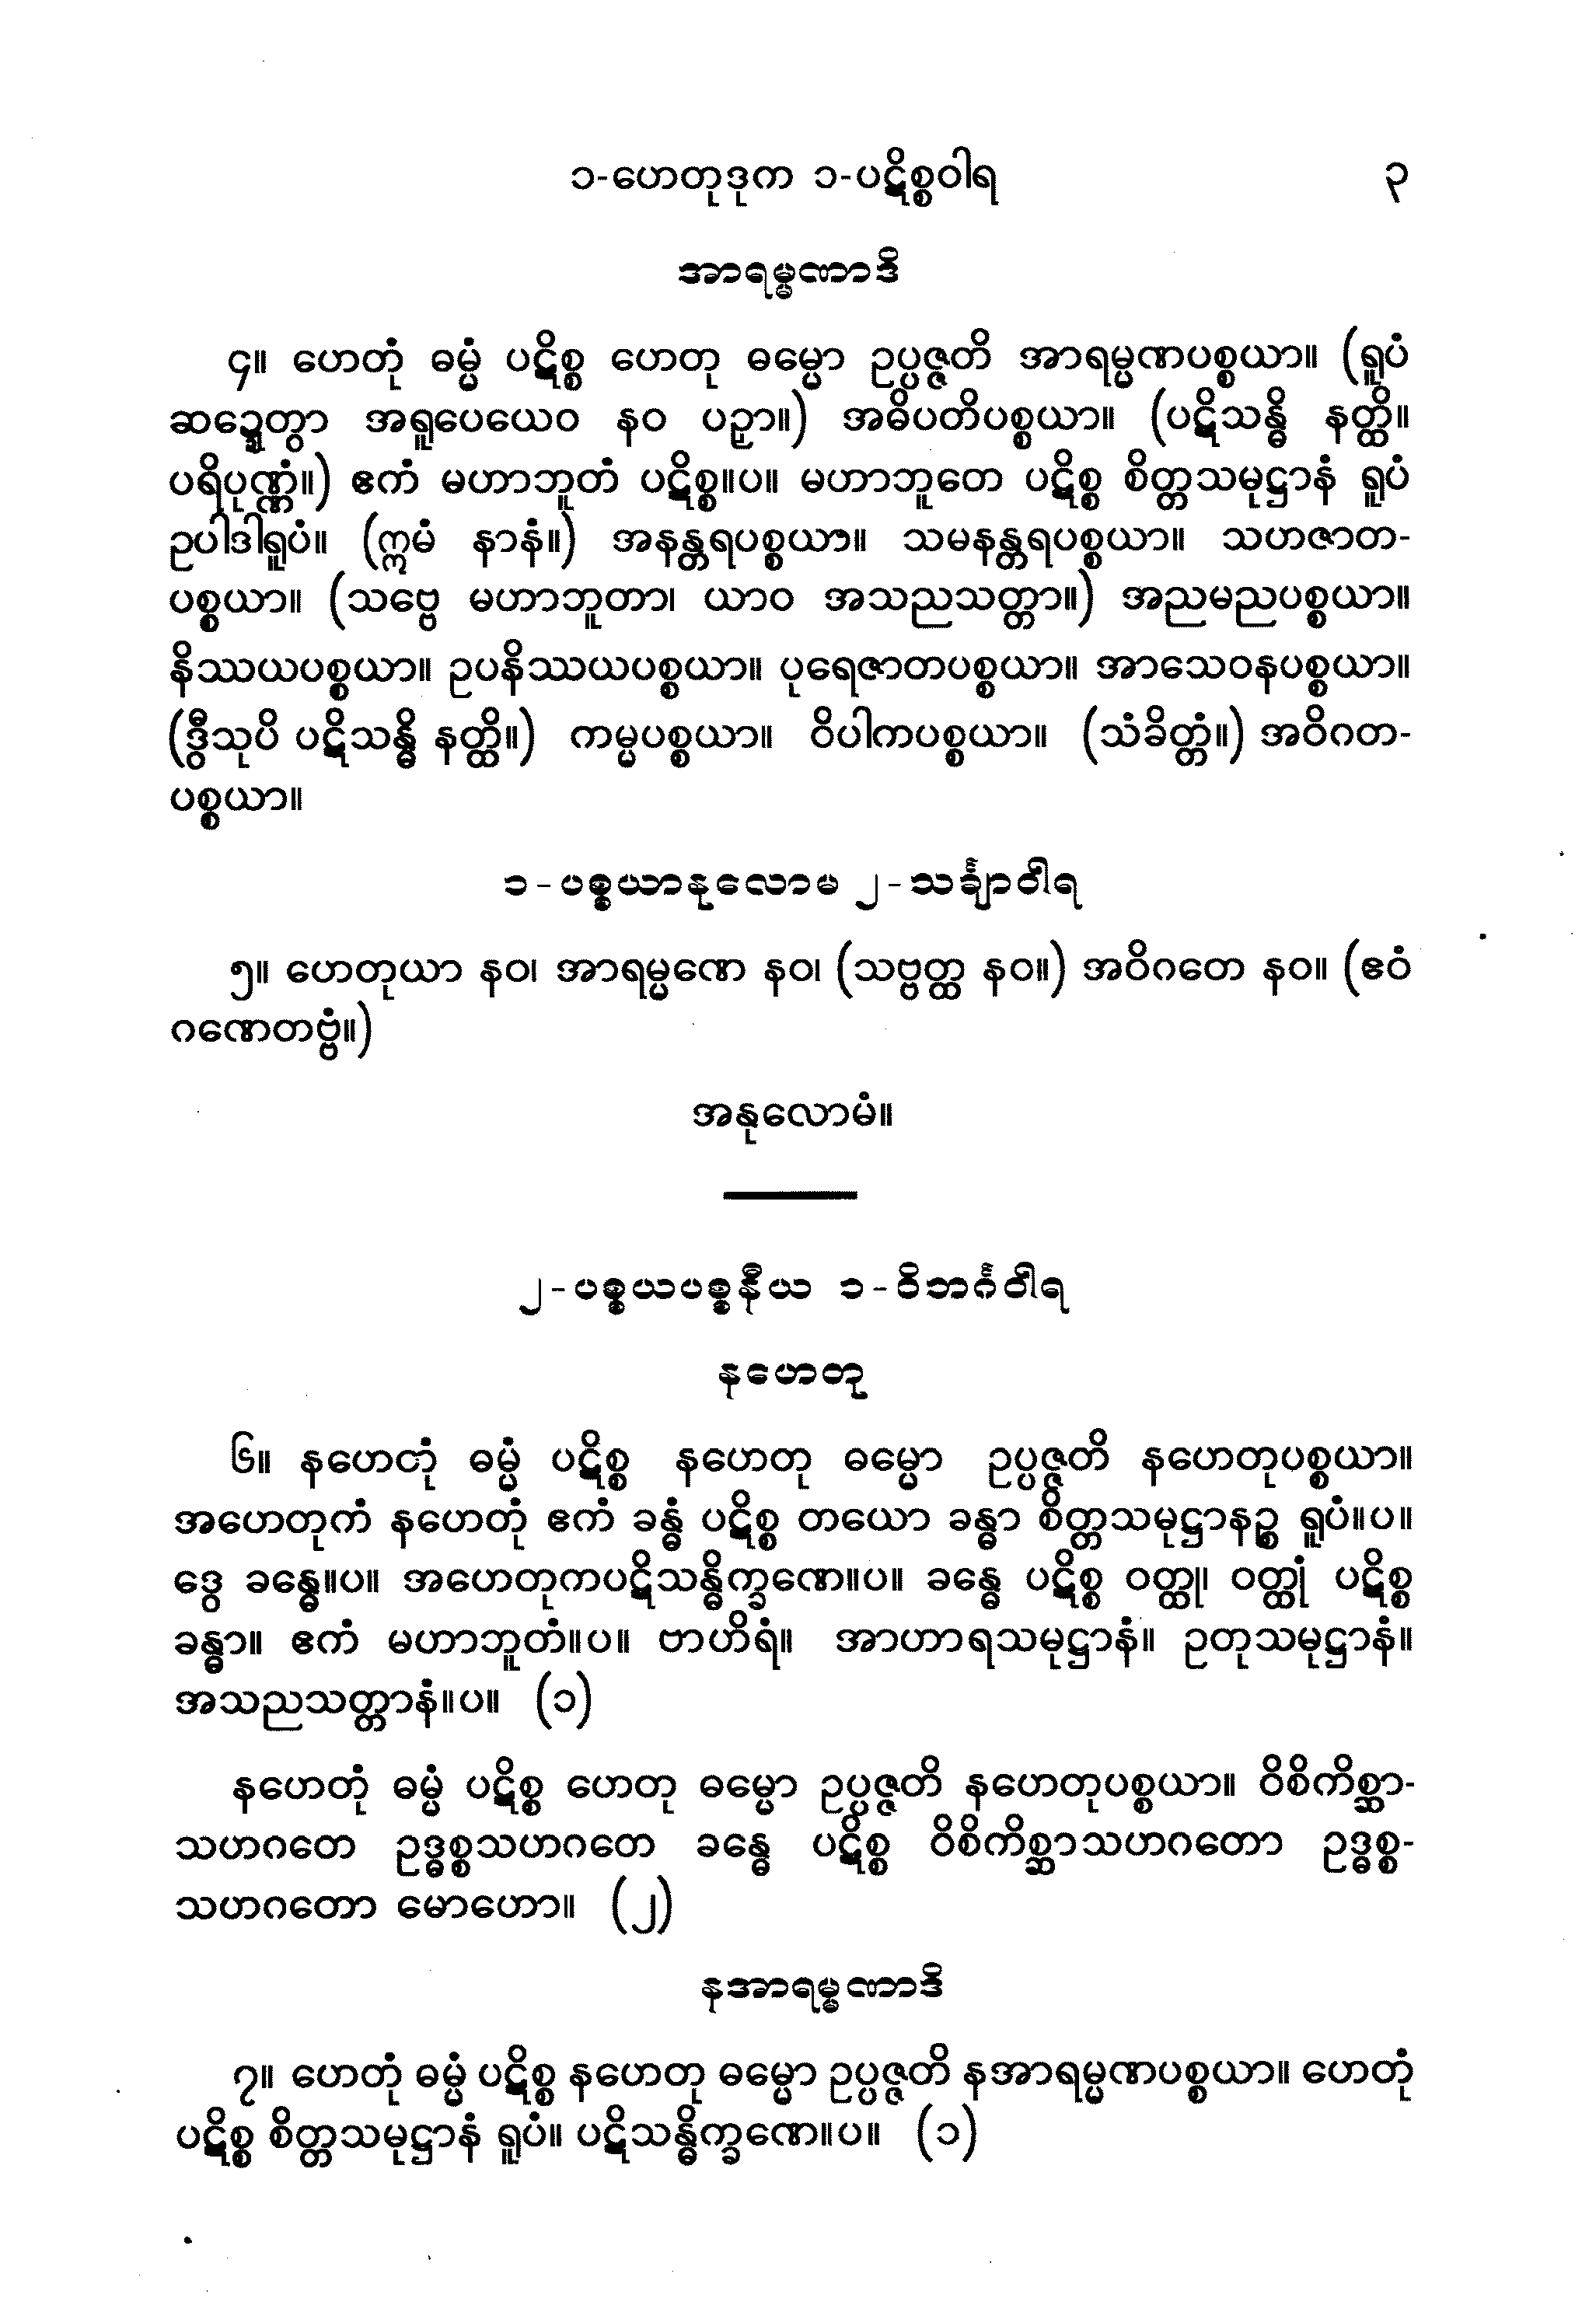 ၁-ဟေတုဒုက ၁-ပဋိစ္စဝါရ ၃
အာရမ္မဏာဒိ
၄။ ဟေတုံ ဓမ္မံ ပဋိစ္စ ဟေတု ဓမ္မော ဥပ္ပဇ္ဇတိ အာရမ္မဏပစ္စယာ။ (ရူပံ
ဆဍ္ဍေတွာ အရူပေယေဝ နဝ ပဉှာ။) အဓိပတိပစ္စယာ။ (ပဋိသန္ဓိ နတ္ထိ။
ပရိပုဏ္ဏံ။) ဧကံ မဟာဘူတံ ပဋိစ္စ။ပ။ မဟာဘူတေ ပဋိစ္စ စိတ္တသမုဋ္ဌာနံ ရူပံ
ဥပါဒါရူပံ။ (ဣမံ နာနံ။) အနန္တရပစ္စယာ။ သမနန္တရပစ္စယာ။ သဟဇာတ-
ပစ္စယာ။ (သဗ္ဗေ မဟာဘူတာ၊ ယာဝ အသညသတ္တာ။) အညမညပစ္စယာ။
နိဿယပစ္စယာ။ ဥပနိဿယပစ္စယာ။ ပုရေဇာတပစ္စယာ။ အာသေဝနပစ္စယာ။
(ဒွီသုပိ ပဋိသန္ဓိ နတ္ထိ။) ကမ္မပစ္စယာ။ ဝိပါကပစ္စယာ။ (သံခိတ္တံ။) အဝိဂတ-
ပစ္စယာ။
၁-ပစ္စယာနုလောမ ၂-သင်္ချာဝါရ
၅။ ဟေတုယာ နဝ၊ အာရမ္မဏေ နဝ၊ (သဗ္ဗတ္ထ နဝ။) အဝိဂတေ နဝ။ (ဧဝံ
ဂဏေတဗ္ဗံ။)
အနုလောမံ။
၂-ပစ္စယပစ္စနီယ ၁-ဝိဘင်္ဂဝါရ
နဟေတု
၆။ နဟေတုံ ဓမ္မံ ပဋိစ္စ နဟေတု ဓမ္မော ဥပ္ပဇ္ဇတိ နဟေတုပစ္စယာ။
အဟေတုကံ နဟေတုံ ဧကံ ခန္ဓံ ပဋိစ္စ တယော ခန္ဓာ စိတ္တသမုဋ္ဌာနဉ္စ ရူပံ။ပ။
ဒွေ ခန္ဓေ။ပ။ အဟေတုကပဋိသန္ဓိက္ခဏေ။ပ။ ခန္ဓေ ပဋိစ္စ ဝတ္ထု၊ ဝတ္ထုံ ပဋိစ္စ
ခန္ဓာ။ ဧကံ မဟာဘူတံ။ပ။ ဗာဟိရံ။ အာဟာရသမုဋ္ဌာနံ။ ဥတုသမုဋ္ဌာနံ။
အသညသတ္တာနံ။ပ။ (၁)
နဟေတုံ ဓမ္မံ ပဋိစ္စ ဟေတု ဓမ္မော ဥပ္ပဇ္ဇတိ နဟေတုပစ္စယာ။ ဝိစိကိစ္ဆာ-
သဟဂတေ ဥဒ္ဓစ္စသဟဂတေ ခန္ဓေ ပဋိစ္စ ဝိစိကိစ္ဆာသဟဂတော ဥဒ္ဓစ္စ-
သဟဂတော မောဟော။ (၂)
နအာရမ္မဏာဒိ
၇။ ဟေတုံ ဓမ္မံ ပဋိစ္စ နဟေတု ဓမ္မော ဥပ္ပဇ္ဇတိ နအာရမ္မဏပစ္စယာ။ ဟေတုံ
ပဋိစ္စ စိတ္တသမုဋ္ဌာနံ ရူပံ။ ပဋိသန္ဓိက္ခဏေ။ပ။ (၁)